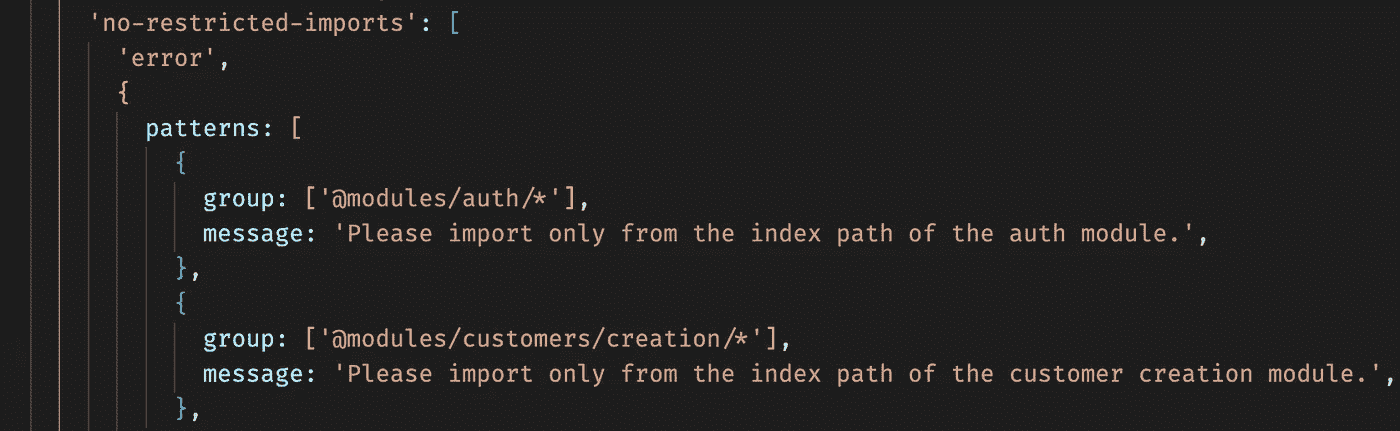 'no-restricted-imports': [
'error',
{
patterns: [
{
group: ['@modules/auth/*'],
message: 'Please import only from the index path of the auth module.',
},
{
group: ['@modules/customers/creation/*'],
message: 'Please import only from the index path of the customer creation module.',
},